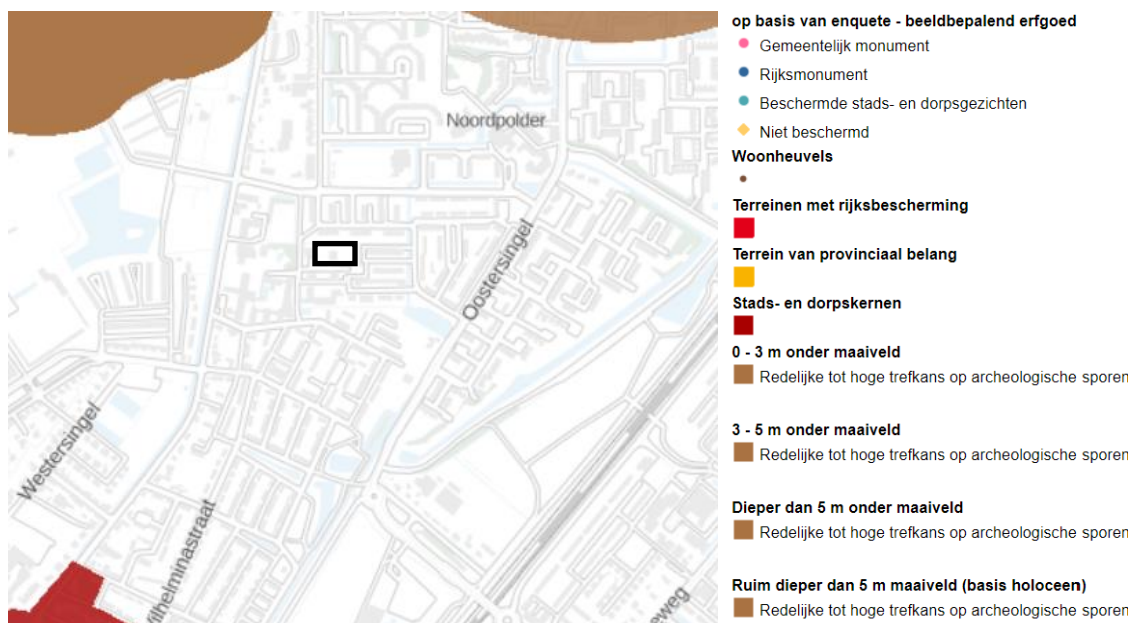 Noordpolder
Oostersingel
Westersingel
Wilhelminastraat
eweg
op basis van enquete - beeldbepalend erfgoed
Gemeentelijk monument
Rijksmonument
Beschermde stads- en dorpsgezichten
Niet beschermd
Woonheuvels
Terreinen met rijksbescherming
Terrein van provinciaal belang
Stads- en dorpskernen
0 - 3 m onder maaiveld
Redelijke tot hoge trefkans op archeologische sporen
3 - 5 m onder maaiveld
Redelijke tot hoge trefkans op archeologische sporen
Dieper dan 5 m onder maaiveld
Redelijke tot hoge trefkans op archeologische sporen
Ruim dieper dan 5 m maaiveld (basis holoceen)
Redelijke tot hoge trefkans op archeologische sporen